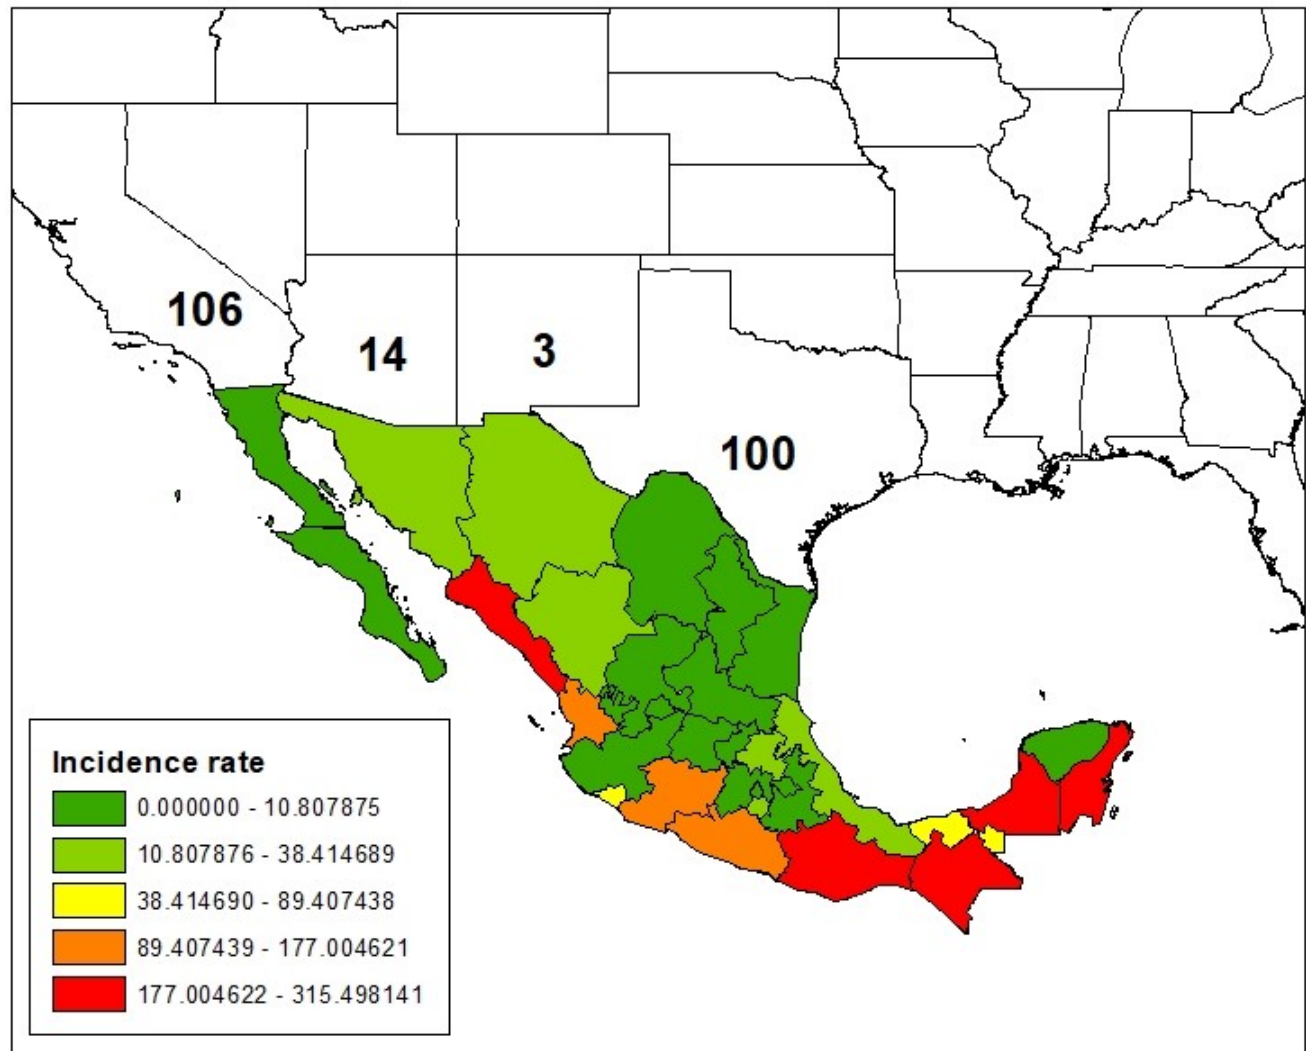 106
14
3
100
Incidence rate
0.000000 - 10.807875
10.807876 - 38.414689
38.414690 - 89.407438
89.407439 - 177.004621
177.004622 - 315.498141